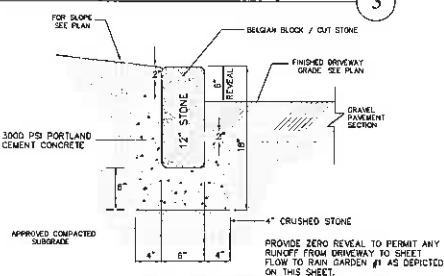 3
FOR SLOPE
SEE PLAN
BELGIAN BLOCK / CUT STONE
FINISHED DRIVEWAY
GRADE SEE PLAN
2"
6"
REVEAL
GRAVEL
PAVEMENT
SECTION
12" STONE
3000 PSI PORTLAND
CEMENT CONCRETE
18"
6"
APPROVED COMPACTED
SUBGRADE
4" CRUSHED STONE
4"
6"
4"
PROVIDE ZERO REVEAL TO PERMIT ANY
RUNOFF FROM DRIVEWAY TO SHEET
FLOW TO RAIN GARDEN #1 AS DEPICTED
ON THIS SHEET.